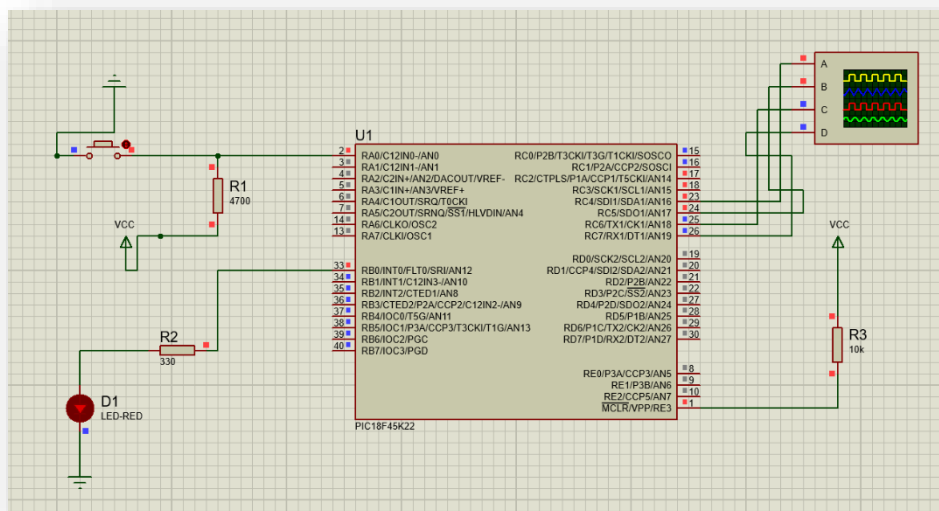 U1
2 RA0/C12IN0-/AN0
3 RA1/C12IN1-/AN1
4 RA2/C2IN+/AN2/DACOUT/VREF-
5 RA3/C1IN+/AN3/VREF+
6 RA4/C1OUT/SRQ/T0CKI
7 RA5/C2OUT/SRNQ/SS1/HLVDIN/AN4
14 RA6/CLKO/OSC2
13 RA7/CLKI/OSC1
33 RB0/INT0/FLT0/SRI/AN12
34 RB1/INT1/C12IN3-/AN10
35 RB2/INT2/CTED1/AN8
36 RB3/CTED2/P2A/CCP2/C12IN2-/AN9
37 RB4/IOC0/T5G/AN11
38 RB5/IOC1/P3A/CCP3/T3CKI/T1G/AN13
39 RB6/IOC2/PGC
40 RB7/IOC3/PGD
RC0/P2B/T3CKI/T3G/T1CKI/SOSCO 15
RC1/P2A/CCP2/SOSCI 16
RC2/CTPLS/P1A/CCP1/T5CKI/AN14 17
RC3/SCK1/SCL1/AN15 18
RC4/SDI1/SDA1/AN16 23
RC5/SDO1/AN17 24
RC6/TX1/CK1/AN18 25
RC7/RX1/DT1/AN19 26
RD0/SCK2/SCL2/AN20 19
RD1/CCP4/SDI2/SDA2/AN21 20
RD2/P2B/AN22 21
RD3/P2C/SS2/AN23 22
RD4/P2D/SDO2/AN24 27
RD5/P1B/AN25 28
RD6/P1C/TX2/CK2/AN26 29
RD7/P1D/RX2/DT2/AN27 30
RE0/P3A/CCP3/AN5 8
RE1/P3B/AN6 9
RE2/CCP5/AN7 10
MCLR/VPP/RE3 1
PIC18F45K22
R1
4700
VCC
R2
330
D1
LED-RED
A
B
C
D
VCC
R3
10k